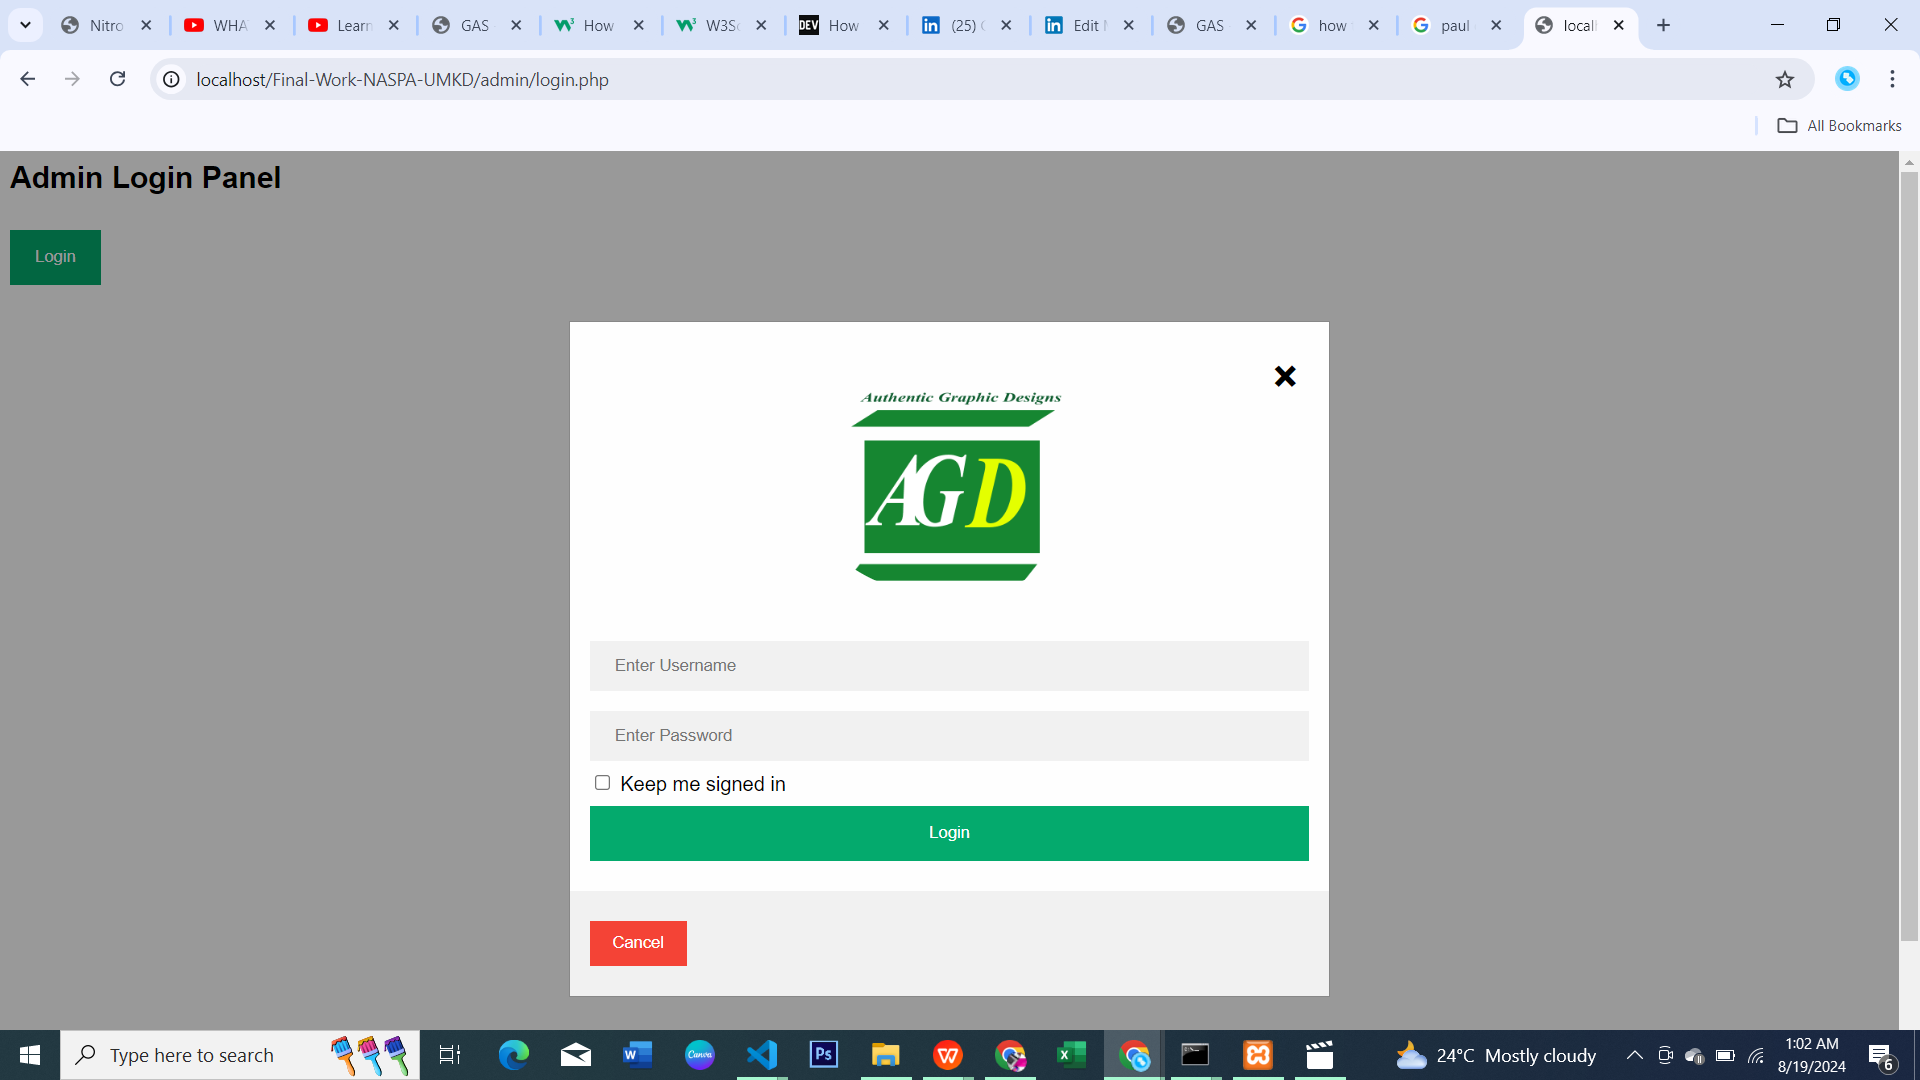 Nitro
WHA
Learn
GAS
How
W3Sc
How
(25)
Edit
GAS
how
paul
local
localhost/Final-Work-NASPA-UMKD/admin/login.php
All Bookmarks
Admin Login Panel
Login
Authentic Graphic Designs
AGD
Enter Username
Enter Password
Keep me signed in
Login
Cancel
Type here to search
24°C Mostly cloudy
1:02 AM
8/19/2024
6